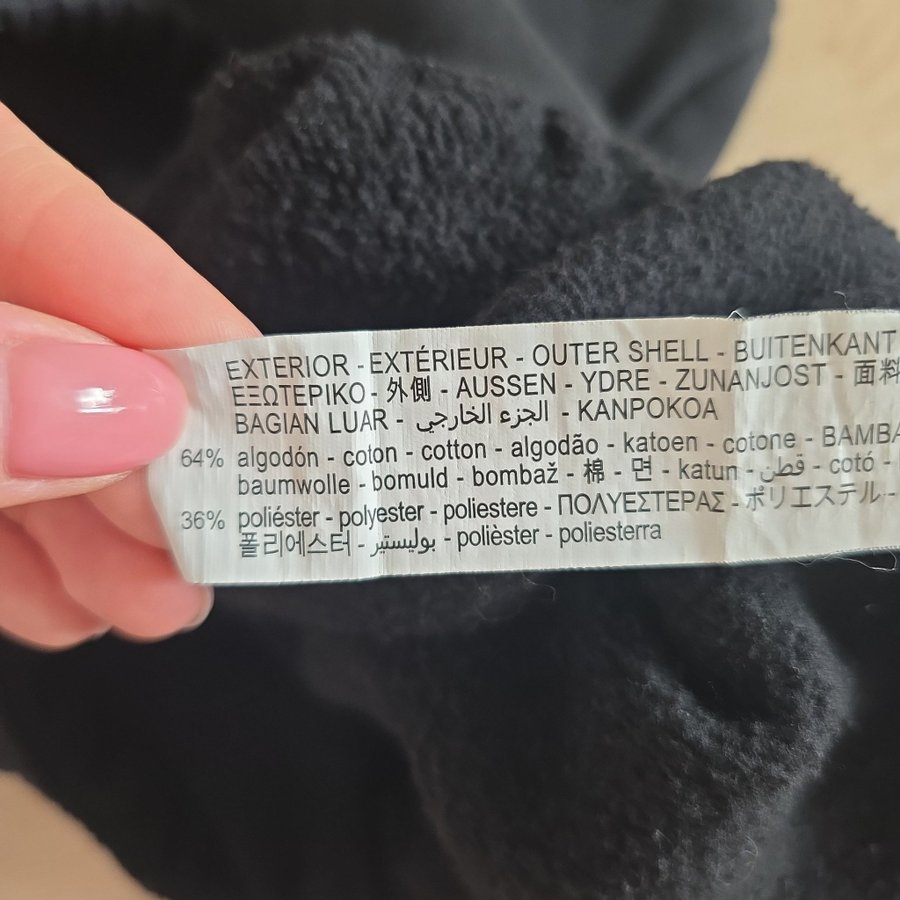 EXTERIOR - EXTÉRIEUR - OUTER SHELL - BUITENKANT
ΕΞΩΤΕΡΙΚΟ - 外側 - AUSSEN - YDRE - ZUNANJOST - 面料
BAGIAN LUAR - الجزء الخارجي - KANPOKOA
64% algodón - coton - cotton - algodão - katoen - cotone - ΒΑΜΒΑ
baumwolle - bomuld - bombaž - 棉 - 면 - katun - قطن - cotó -
36% poliéster - polyester - poliestere - ΠΟΛΥΕΣΤΕΡΑΣ - ポリエステル -
폴리에스터 - بوليستير - polièster - poliesterra